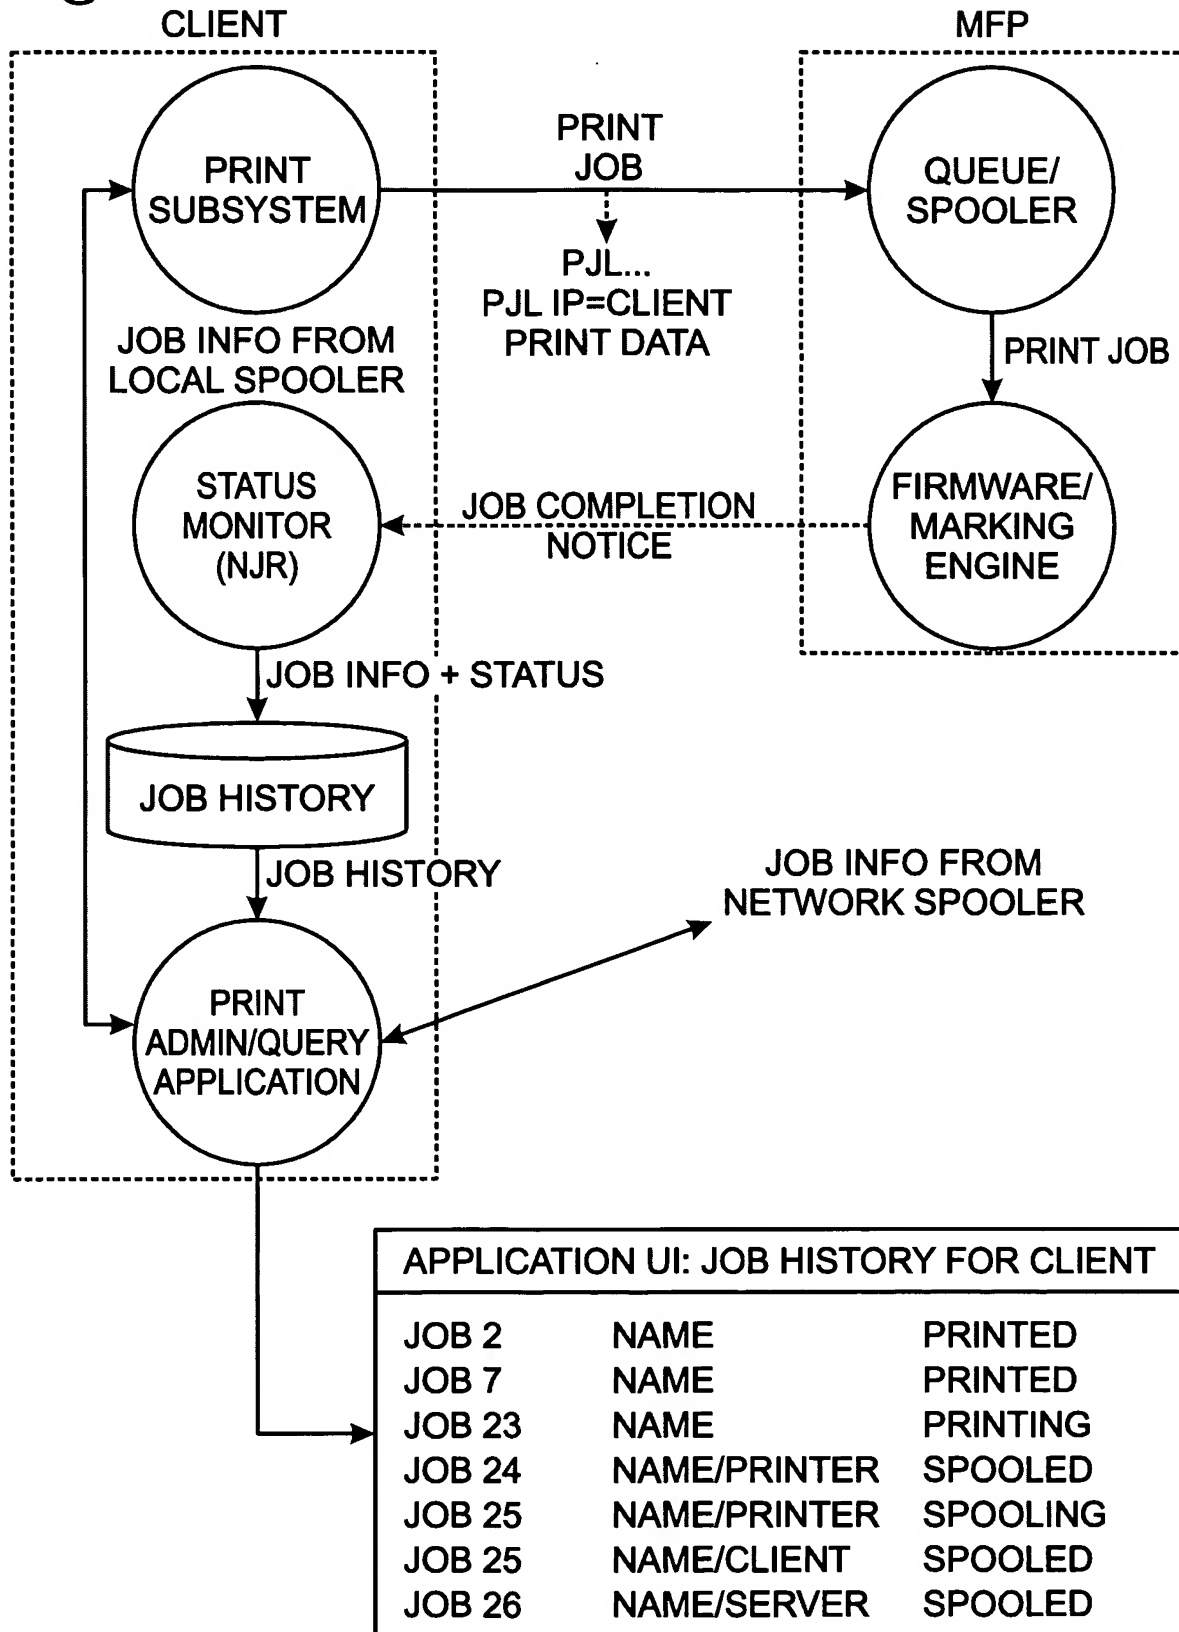 CLIENT
MFP
PRINT
SUBSYSTEM
PRINT
JOB
QUEUE/
SPOOLER
PJL...
PJL IP=CLIENT
PRINT DATA
JOB INFO FROM
LOCAL SPOOLER
PRINT JOB
STATUS
MONITOR
(NJR)
JOB COMPLETION
NOTICE
FIRMWARE/
MARKING
ENGINE
JOB INFO + STATUS
JOB HISTORY
JOB HISTORY
JOB INFO FROM
NETWORK SPOOLER
PRINT
ADMIN/QUERY
APPLICATION
APPLICATION UI: JOB HISTORY FOR CLIENT
JOB 2 NAME PRINTED
JOB 7 NAME PRINTED
JOB 23 NAME PRINTING
JOB 24 NAME/PRINTER SPOOLED
JOB 25 NAME/PRINTER SPOOLING
JOB 25 NAME/CLIENT SPOOLED
JOB 26 NAME/SERVER SPOOLED